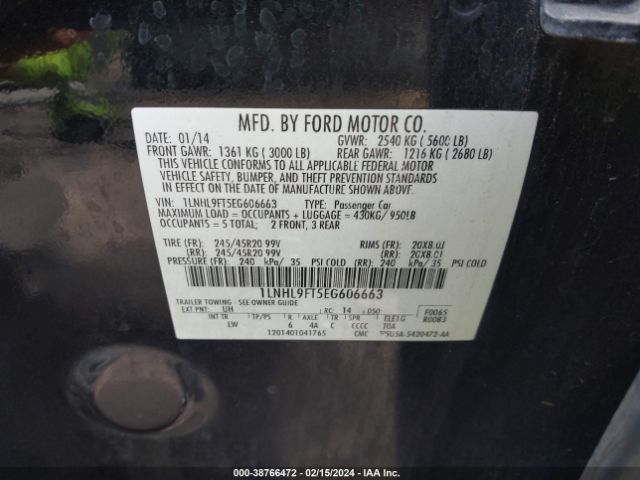 MFD. BY FORD MOTOR CO.
DATE: 01/14 GVWR: 2540 KG ( 5600 LB)
FRONT GAWR: 1361 KG ( 3000 LB) REAR GAWR: 1216 KG ( 2680 LB)
THIS VEHICLE CONFORMS TO ALL APPLICABLE FEDERAL MOTOR
VEHICLE SAFETY, BUMPER, AND THEFT PREVENTION STANDARDS
IN EFFECT ON THE DATE OF MANUFACTURE SHOWN ABOVE.
VIN: 1LNHL9FT5EG606663 TYPE: Passenger Car
MAXIMUM LOAD = OCCUPANTS + LUGGAGE = 430KG/ 950LB
OCCUPANTS = 5 TOTAL; 2 FRONT, 3 REAR
TIRE (FR): 245/45R20 99V RIMS (FR): 20X8.0J
(RR): 245/45R20 99V (RR): 20X8.0J
PRESSURE (FR): 240 kPa/ 35 PSI COLD (RR): 240 kPa/ 35 PSI COLD
1LNHL9FT5EG606663
TRAILER TOWING - SEE OWNER GUIDE
EXT PNT: UH RC: 14 DSO: F0065
INT TR TP/PS R AXLE TR SPR R0083
LW 6 4A C CCCC TOA
1201401041765 CMC
000-38766472 - 02/15/2024 - IAA Inc.